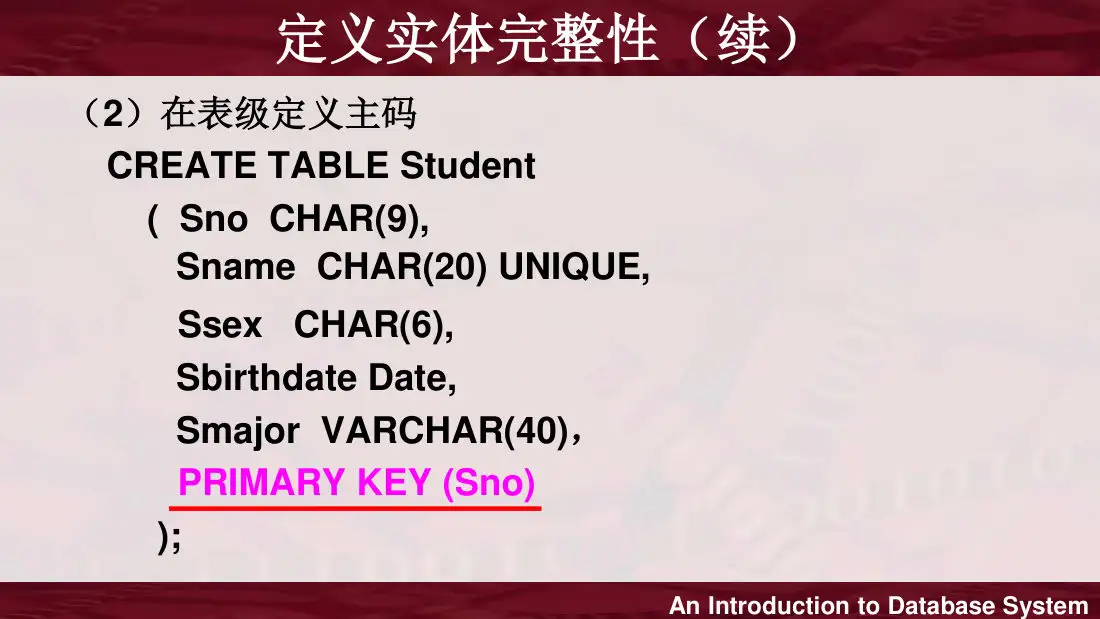 定义实体完整性（续）
（2）在表级定义主码
CREATE TABLE Student
( Sno CHAR(9),
Sname CHAR(20) UNIQUE,
Ssex CHAR(6),
Sbirthdate Date,
Smajor VARCHAR(40)，
PRIMARY KEY (Sno)
);
An Introduction to Database System